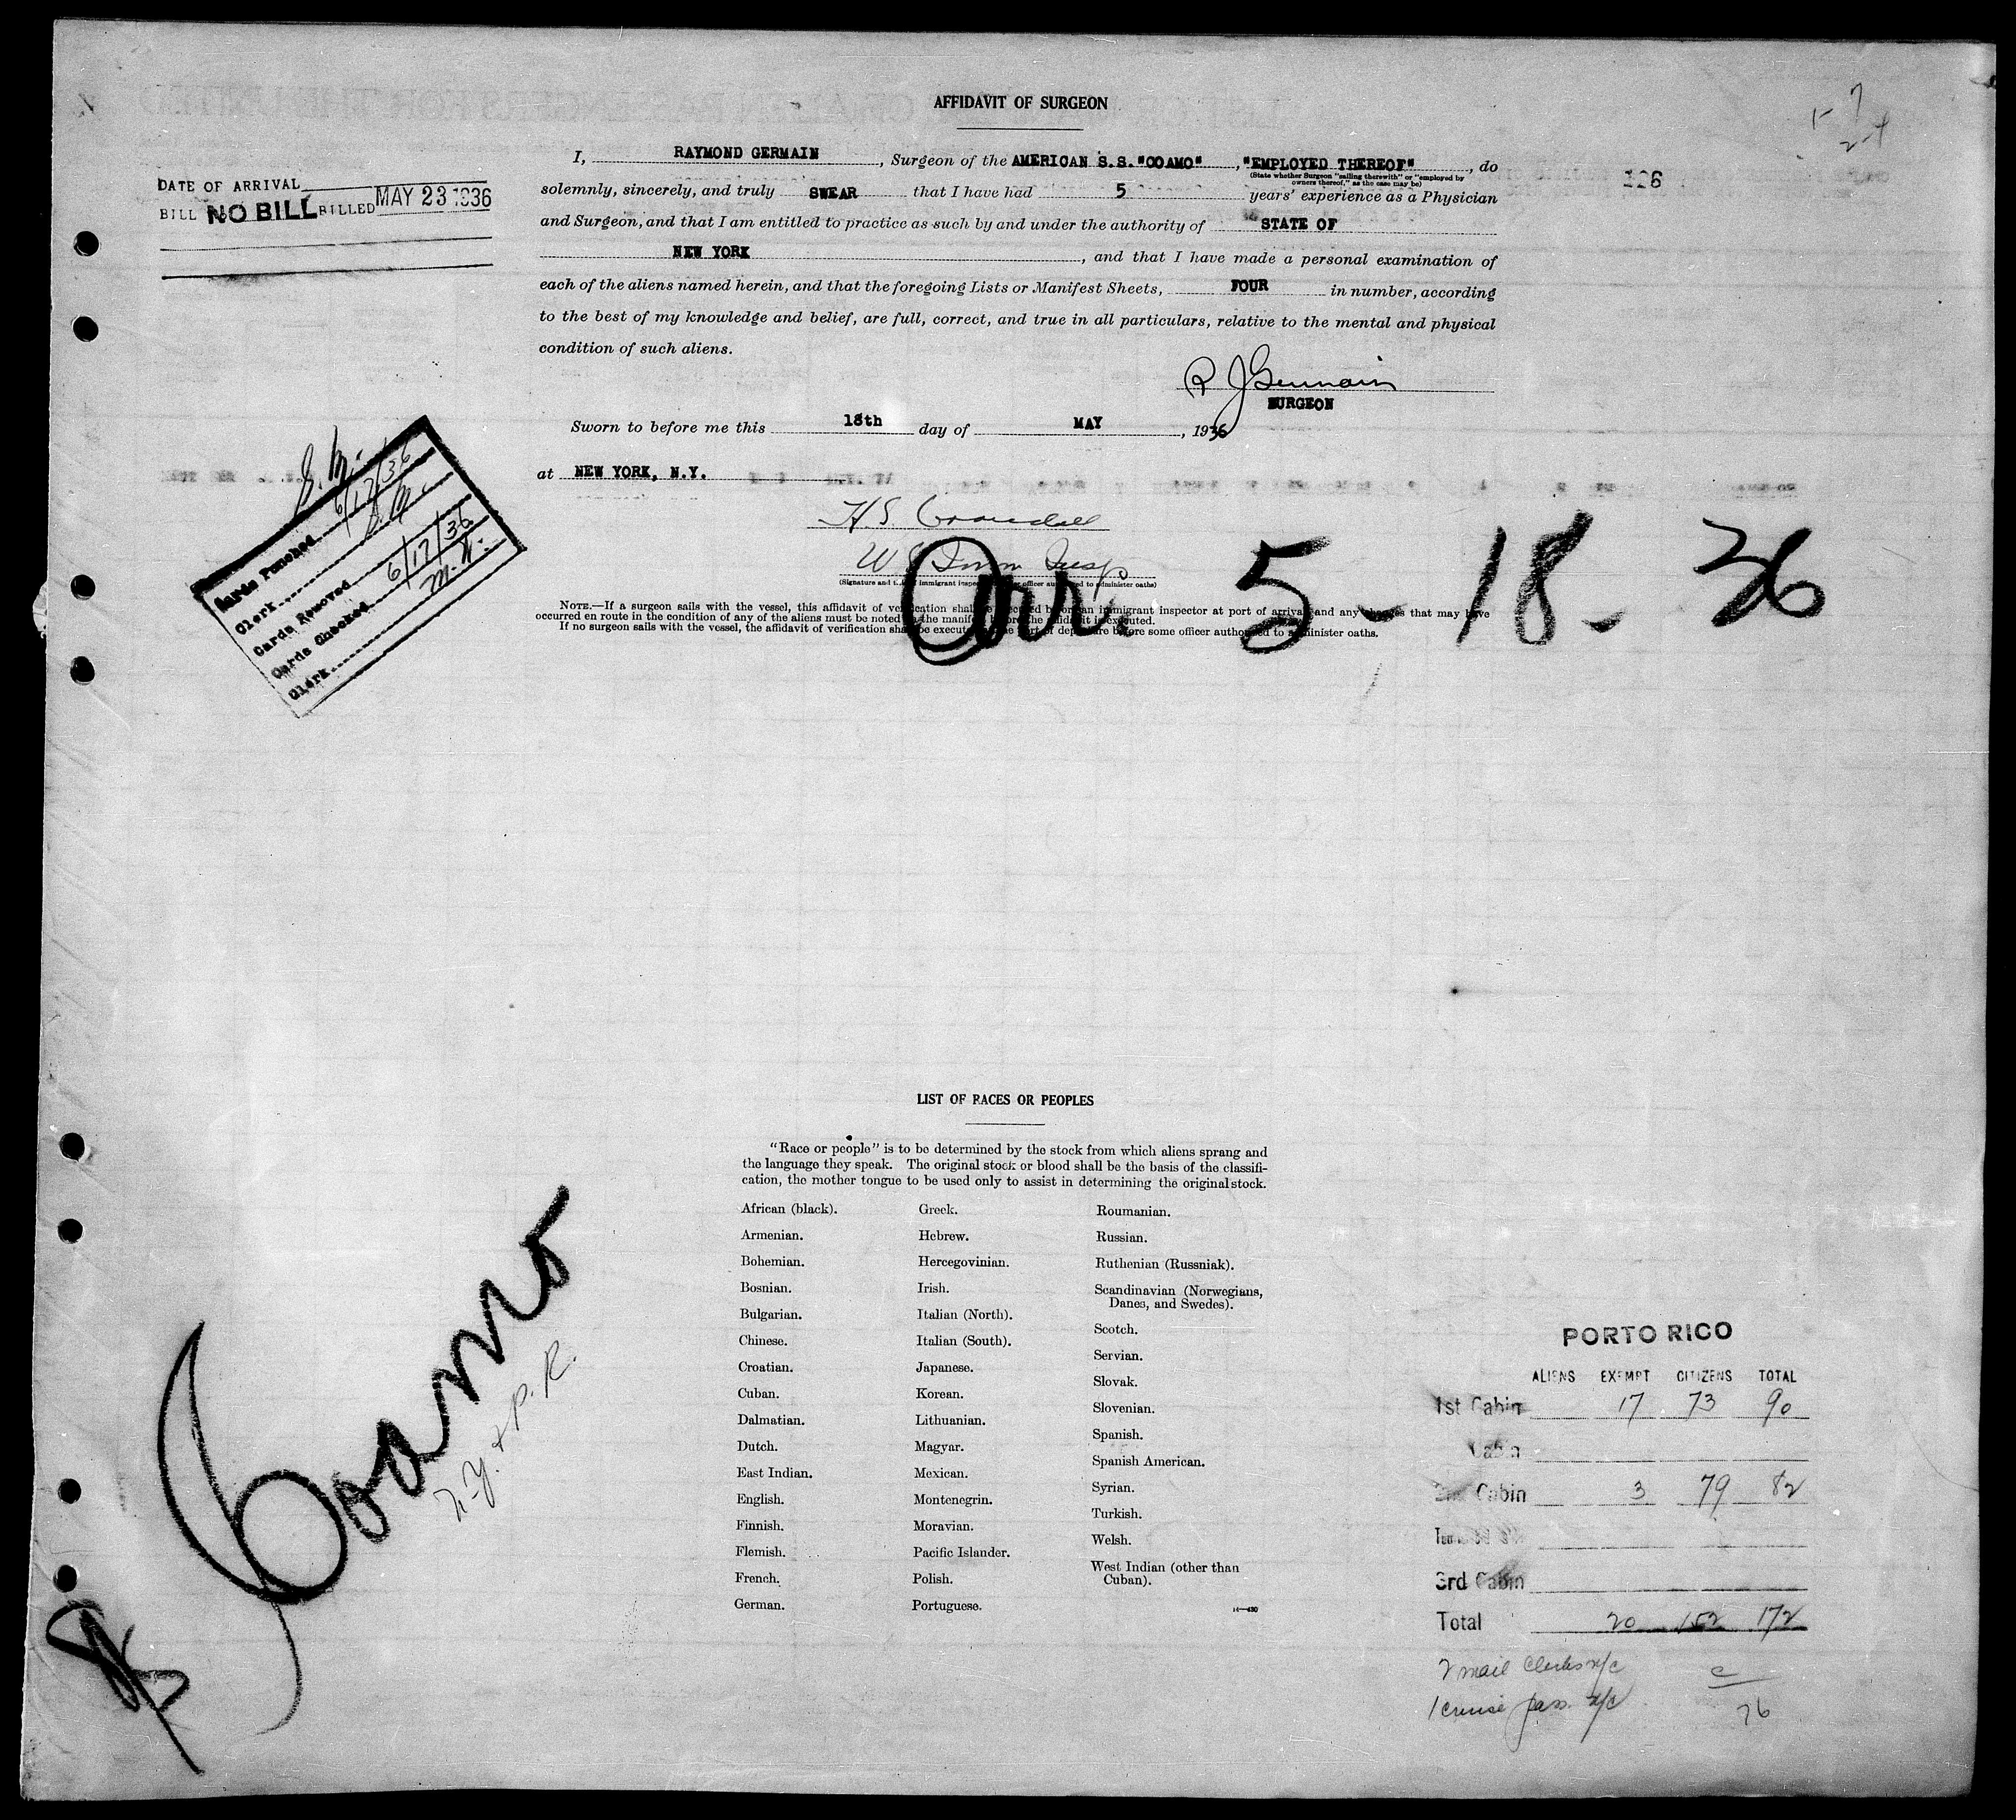 AFFIDAVIT OF SURGEON
I, RAYMOND GERMAIN, Surgeon of the AMERICAN S.S. "COAMO", "EMPLOYED THEREOF", do
(State whether Surgeon "sailing therewith" or "employed by
owners thereof," as the case may be)
solemnly, sincerely, and truly SWEAR that I have had 5 years' experience as a Physician
and Surgeon, and that I am entitled to practice as such by and under the authority of STATE OF
NEW YORK, and that I have made a personal examination of
each of the aliens named herein, and that the foregoing Lists or Manifest Sheets, FOUR in number, according
to the best of my knowledge and belief, are full, correct, and true in all particulars, relative to the mental and physical
condition of such aliens.
R J Germain
SURGEON
Sworn to before me this 18th day of MAY, 1936
at NEW YORK, N.Y.
H S Crandall
(Signature and immigrant inspector or officer authorized to administer oaths)
NOTE.—If a surgeon sails with the vessel, this affidavit of verification shall be executed before an immigrant inspector at port of arrival and any changes that may have
occurred en route in the condition of any of the aliens must be noted on the manifest before the affidavit is executed.
If no surgeon sails with the vessel, the affidavit of verification shall be executed at the port of departure before some officer authorized to administer oaths.
Arr. 5-18-36
126
DATE OF ARRIVAL
BILL NO BILL BILLED MAY 23 1936
Cards Punched 6/17/36
Clerk
Cards Removed
Cards Checked 6/17/36
Clerk
LIST OF RACES OR PEOPLES
"Race or people" is to be determined by the stock from which aliens sprang and
the language they speak. The original stock or blood shall be the basis of the classifi-
cation, the mother tongue to be used only to assist in determining the original stock.
African (black).
Armenian.
Bohemian.
Bosnian.
Bulgarian.
Chinese.
Croatian.
Cuban.
Dalmatian.
Dutch.
East Indian.
English.
Finnish.
Flemish.
French.
German.
Greek.
Hebrew.
Hercegovinian.
Irish.
Italian (North).
Italian (South).
Japanese.
Korean.
Lithuanian.
Magyar.
Mexican.
Montenegrin.
Moravian.
Pacific Islander.
Polish.
Portuguese.
Roumanian.
Russian.
Ruthenian (Russniak).
Scandinavian (Norwegians,
Danes, and Swedes).
Scotch.
Servian.
Slovak.
Slovenian.
Spanish.
Spanish American.
Syrian.
Turkish.
Welsh.
West Indian (other than
Cuban).
Coamo
N.Y. & P.R.
PORTO RICO
ALIENS EXEMPT CITIZENS TOTAL
1st Cabin 17 73 90
Cabin
2nd Cabin 3 79 82
3rd Cabin
Total 20 152 172
2 mail Clerks n/c
1 cruise pass. n/c
76